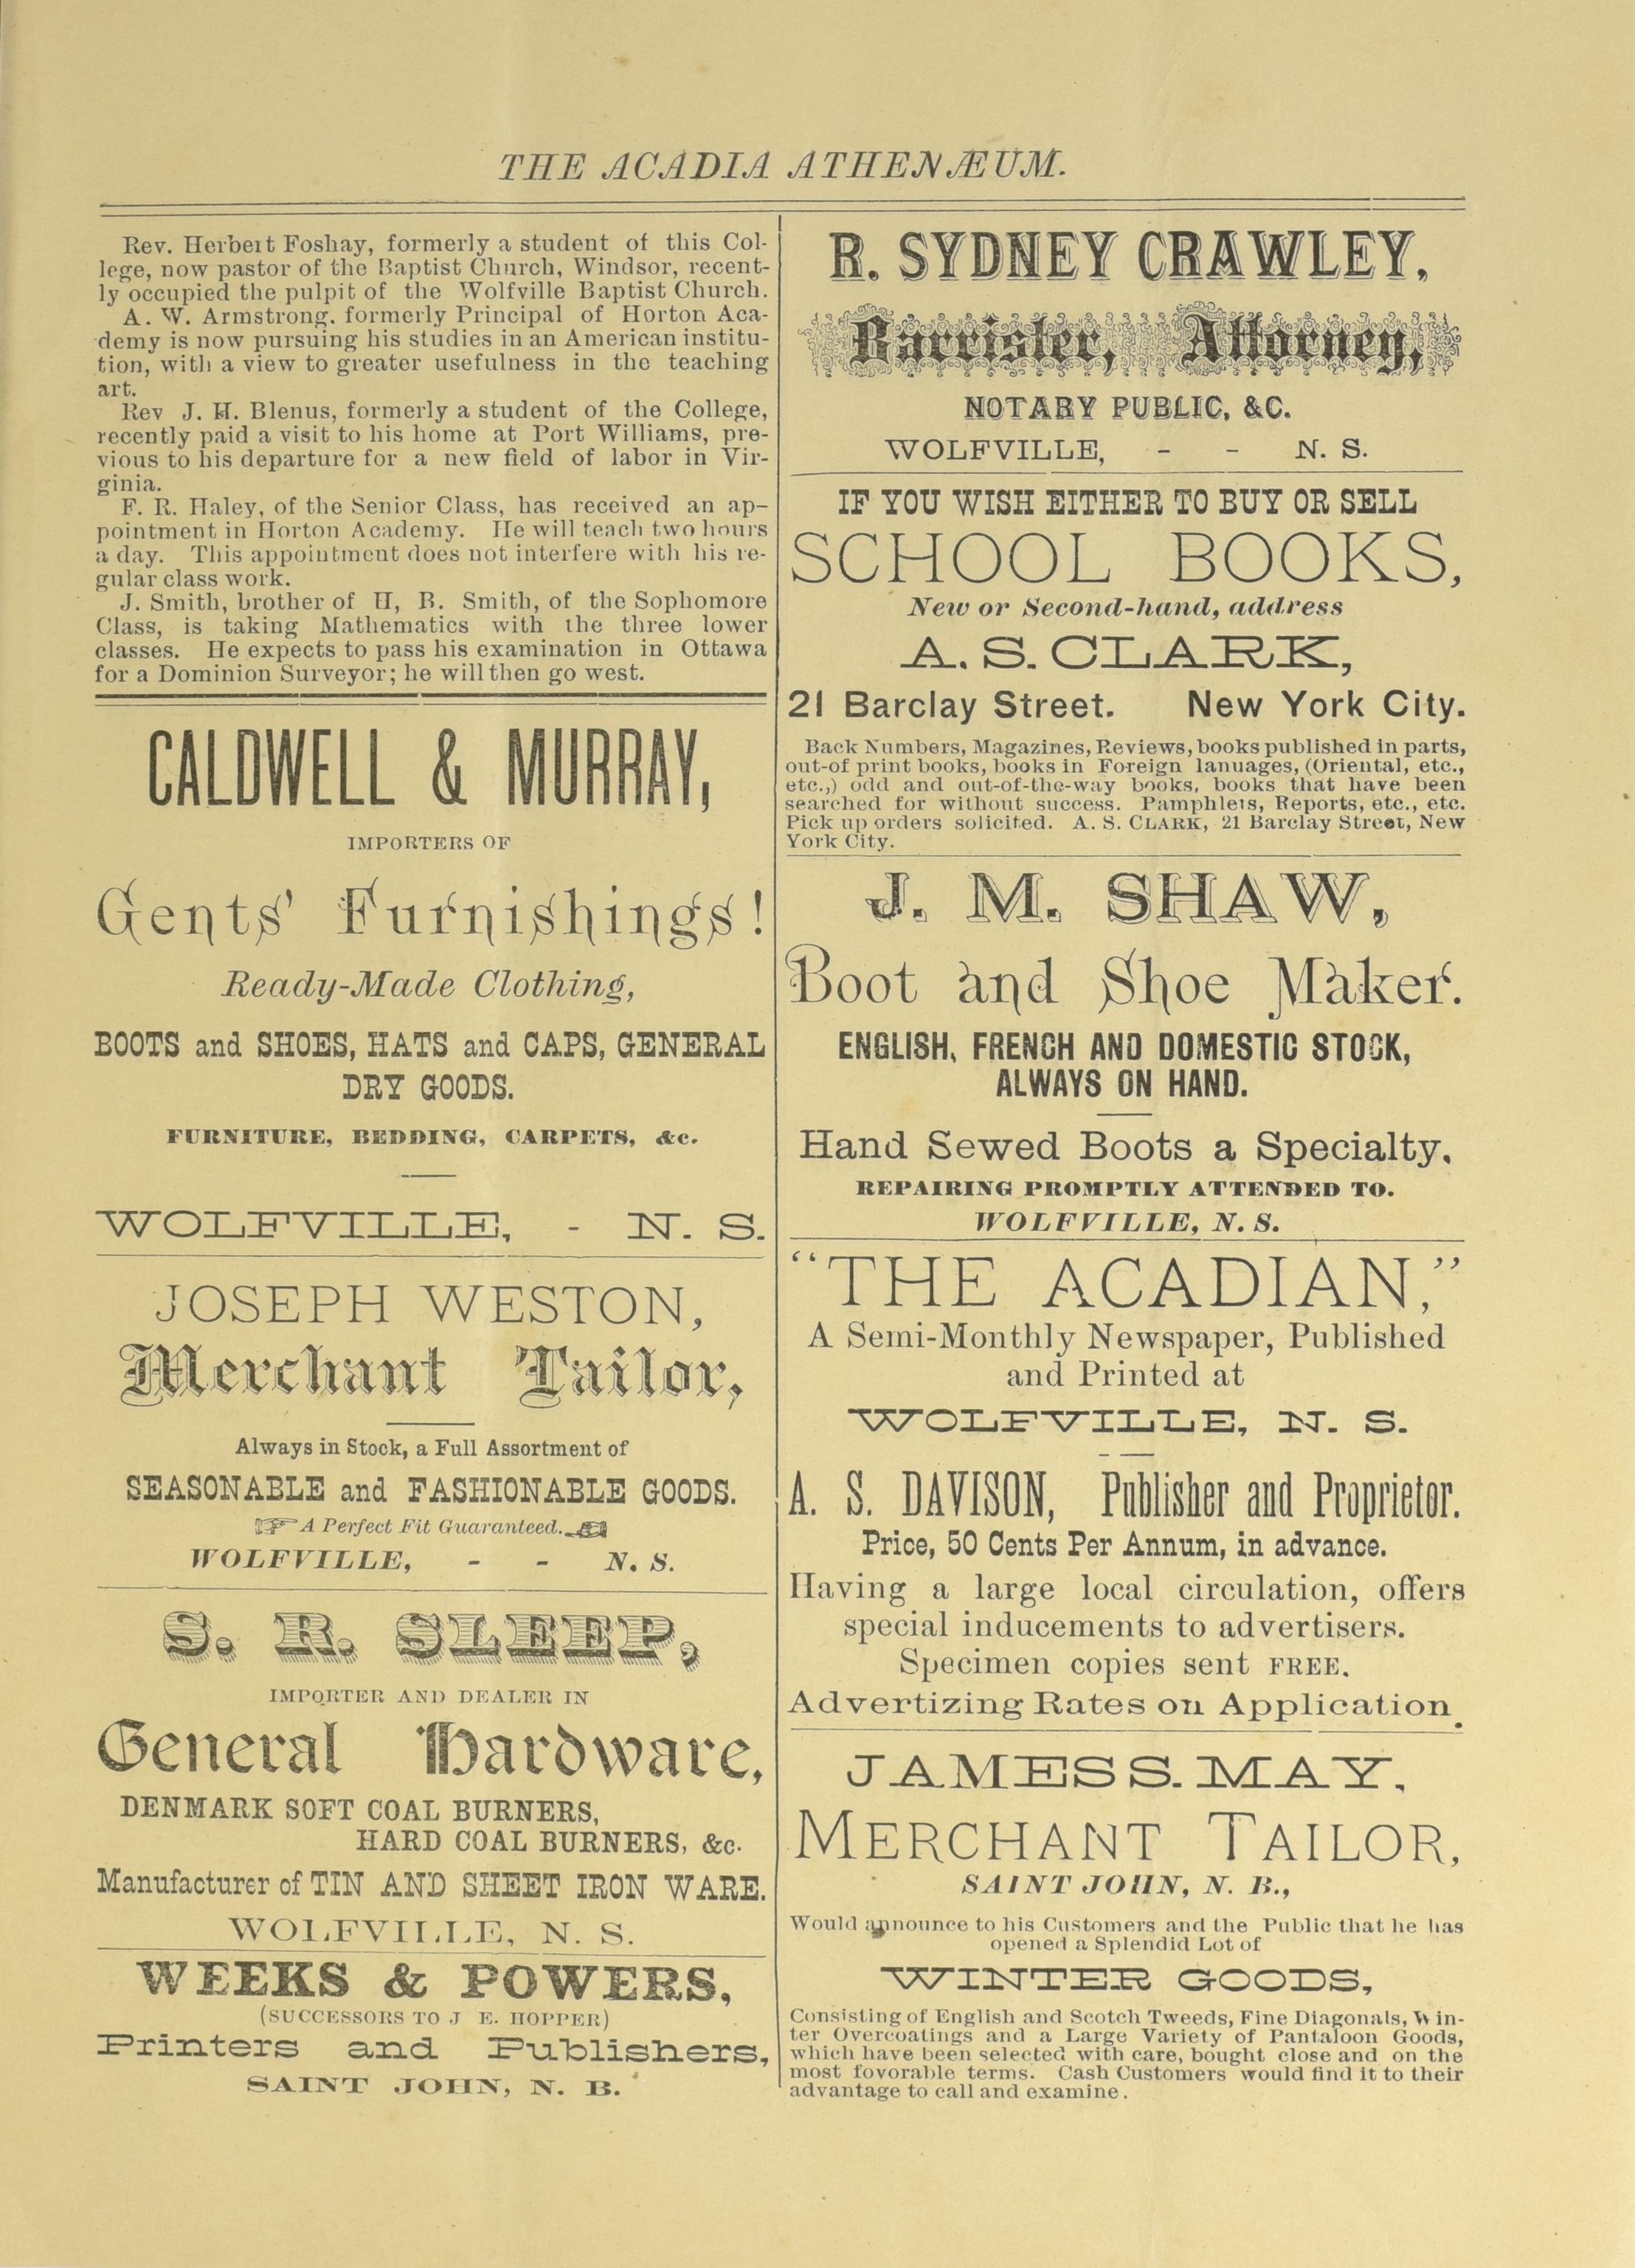 THE ACADIA ATHENÆUM.
Rev. Herbert Foshay, formerly a student of this Col-
lege, now pastor of the Baptist Church, Windsor, recent-
ly occupied the pulpit of the Wolfville Baptist Church.
A. W. Armstrong. formerly Principal of Horton Aca-
demy is now pursuing his studies in an American institu-
tion, with a view to greater usefulness in the teaching
art.
Rev J. H. Blenus, formerly a student of the College,
recently paid a visit to his home at Port Williams, pre-
vious to his departure for a new field of labor in Vir-
ginia.
F. R. Haley, of the Senior Class, has received an ap-
pointment in Horton Academy. He will teach two hours
a day. This appointment does not interfere with his re-
gular class work.
J. Smith, brother of H, B. Smith, of the Sophomore
Class, is taking Mathematics with the three lower
classes. He expects to pass his examination in Ottawa
for a Dominion Surveyor; he will then go west.
CALDWELL & MURRAY,
IMPORTERS OF
Gents' Furnishings!
Ready-Made Clothing,
BOOTS and SHOES, HATS and CAPS, GENERAL
DRY GOODS.
FURNITURE, BEDDING, CARPETS, &c.
WOLFVILLE, - N. S.
JOSEPH WESTON,
Merchant Tailor,
Always in Stock, a Full Assortment of
SEASONABLE and FASHIONABLE GOODS.
☞ A Perfect Fit Guaranteed. ☜
WOLFVILLE, - - N. S.
S. R. SLEEP,
IMPORTER AND DEALER IN
General Hardware,
DENMARK SOFT COAL BURNERS,
HARD COAL BURNERS, &c.
Manufacturer of TIN AND SHEET IRON WARE.
WOLFVILLE, N. S.
WEEKS & POWERS,
(SUCCESSORS TO J E. HOPPER)
Printers and Publishers,
SAINT JOHN, N. B.
R. SYDNEY CRAWLEY,
Barrister, Attorney,
NOTARY PUBLIC, &C.
WOLFVILLE, - - N. S.
IF YOU WISH EITHER TO BUY OR SELL
SCHOOL BOOKS,
New or Second-hand, address
A. S. CLARK,
21 Barclay Street. New York City.
Back Numbers, Magazines, Reviews, books published in parts,
out-of print books, books in Foreign lanuages, (Oriental, etc.,
etc.,) odd and out-of-the-way books, books that have been
searched for without success. Pamphlets, Reports, etc., etc.
Pick up orders solicited. A. S. CLARK, 21 Barclay Street, New
York City.
J. M. SHAW,
Boot and Shoe Maker.
ENGLISH, FRENCH AND DOMESTIC STOCK,
ALWAYS ON HAND.
Hand Sewed Boots a Specialty.
REPAIRING PROMPTLY ATTENDED TO.
WOLFVILLE, N. S.
"THE ACADIAN,"
A Semi-Monthly Newspaper, Published
and Printed at
WOLFVILLE, N. S.
A. S. DAVISON, Publisher and Proprietor.
Price, 50 Cents Per Annum, in advance.
Having a large local circulation, offers
special inducements to advertisers.
Specimen copies sent FREE.
Advertizing Rates on Application.
JAMES S. MAY,
MERCHANT TAILOR,
SAINT JOHN, N. B.,
Would announce to his Customers and the Public that he has
opened a Splendid Lot of
WINTER GOODS,
Consisting of English and Scotch Tweeds, Fine Diagonals, Win-
ter Overcoatings and a Large Variety of Pantaloon Goods,
which have been selected with care, bought close and on the
most fovorable terms. Cash Customers would find it to their
advantage to call and examine.